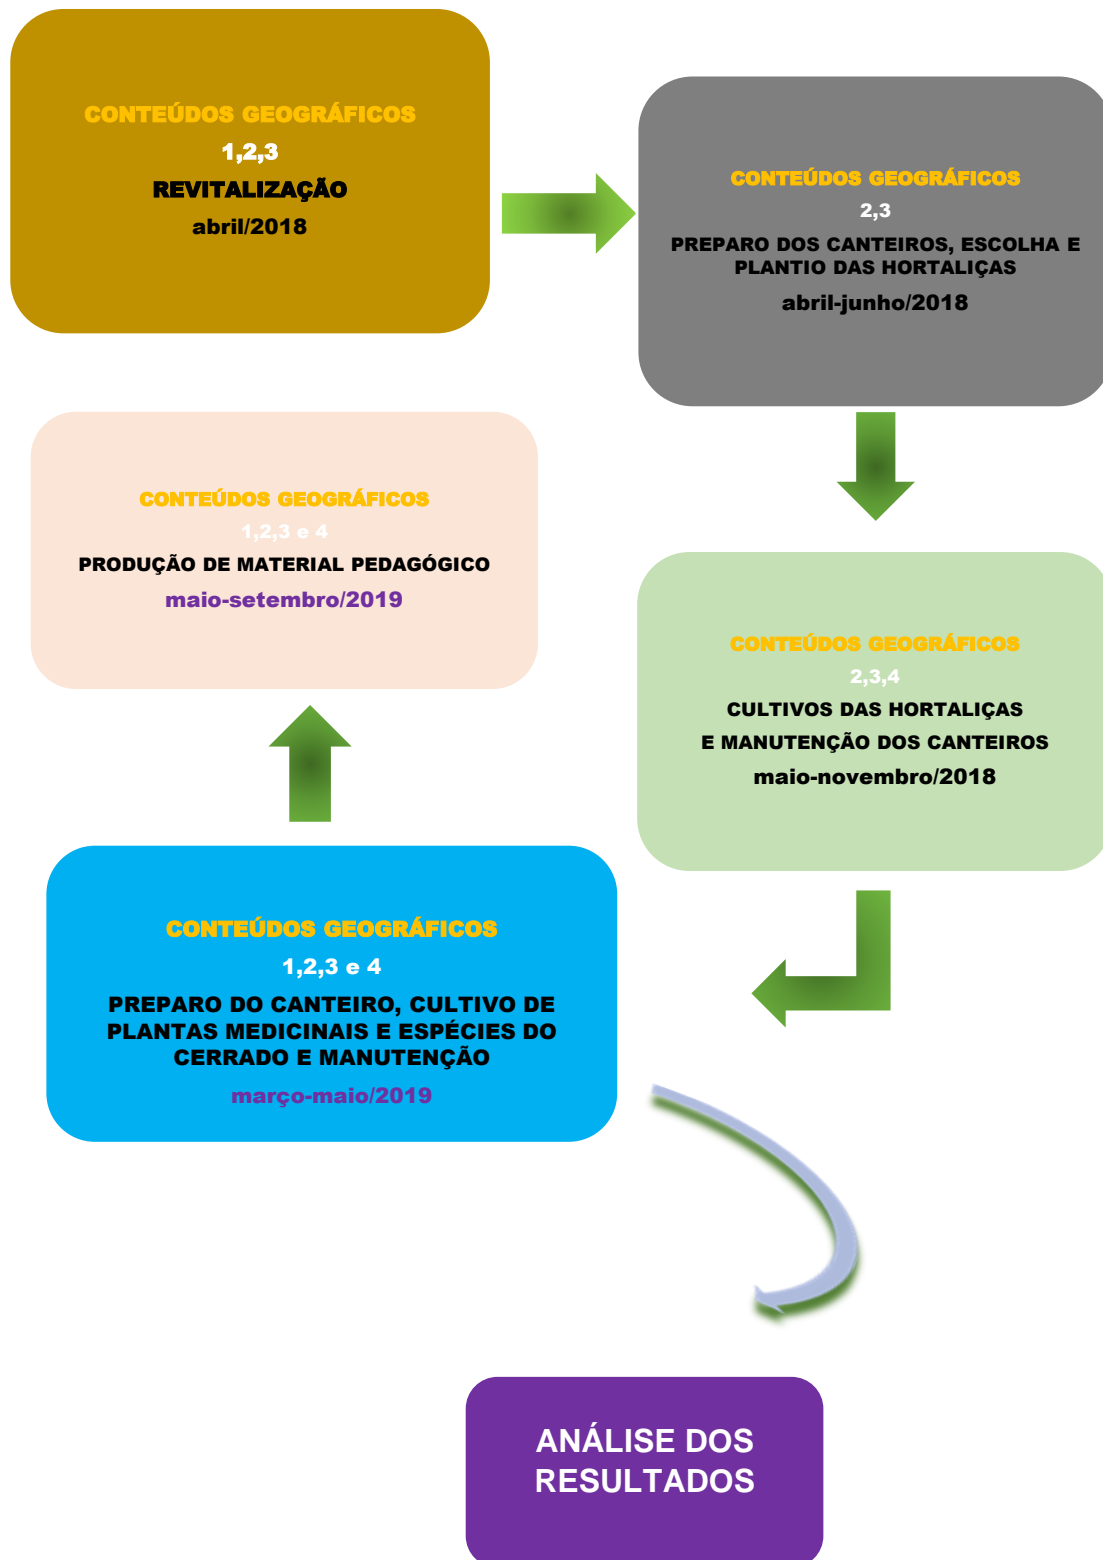 CONTEÚDOS GEOGRÁFICOS
1,2,3
REVITALIZAÇÃO
abril/2018
CONTEÚDOS GEOGRÁFICOS
2,3
PREPARO DOS CANTEIROS, ESCOLHA E
PLANTIO DAS HORTALIÇAS
abril-junho/2018
CONTEÚDOS GEOGRÁFICOS
2,3,4
CULTIVOS DAS HORTALIÇAS
E MANUTENÇÃO DOS CANTEIROS
maio-novembro/2018
CONTEÚDOS GEOGRÁFICOS
1,2,3 e 4
PREPARO DO CANTEIRO, CULTIVO DE
PLANTAS MEDICINAIS E ESPÉCIES DO
CERRADO E MANUTENÇÃO
março-maio/2019
CONTEÚDOS GEOGRÁFICOS
1,2,3 e 4
PRODUÇÃO DE MATERIAL PEDAGÓGICO
maio-setembro/2019
ANÁLISE DOS
RESULTADOS